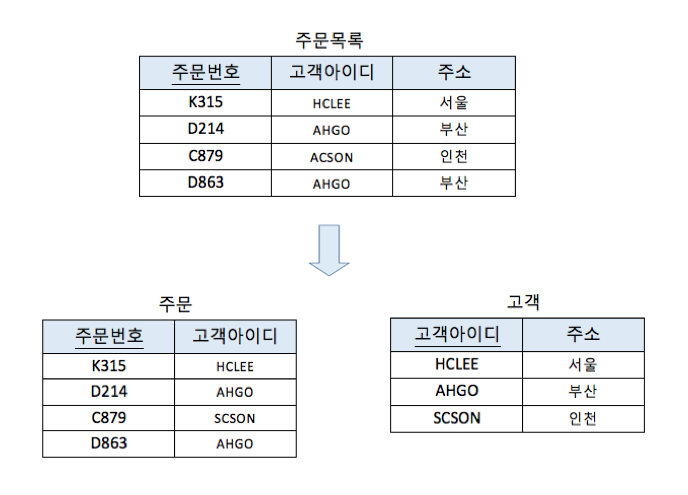 주문목록
주문번호 고객아이디 주소
K315 HCLEE 서울
D214 AHGO 부산
C879 ACSON 인천
D863 AHGO 부산
주문
주문번호 고객아이디
K315 HCLEE
D214 AHGO
C879 SCSON
D863 AHGO
고객
고객아이디 주소
HCLEE 서울
AHGO 부산
SCSON 인천